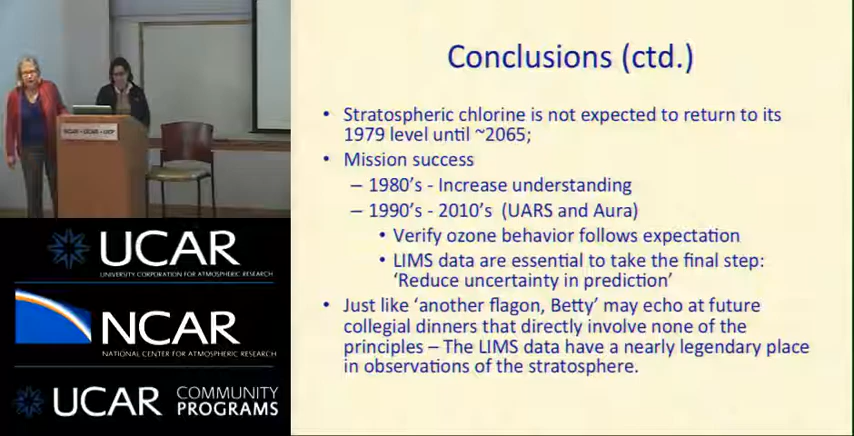 NCAR • UCAR • UCP
UCAR
UNIVERSITY CORPORATION FOR ATMOSPHERIC RESEARCH
NCAR
NATIONAL CENTER FOR ATMOSPHERIC RESEARCH
UCAR COMMUNITY PROGRAMS
Conclusions (ctd.)
• Stratospheric chlorine is not expected to return to its
1979 level until ~2065;
• Mission success
– 1980's - Increase understanding
– 1990's - 2010's (UARS and Aura)
• Verify ozone behavior follows expectation
• LIMS data are essential to take the final step:
'Reduce uncertainty in prediction'
• Just like 'another flagon, Betty' may echo at future
collegial dinners that directly involve none of the
principles – The LIMS data have a nearly legendary place
in observations of the stratosphere.